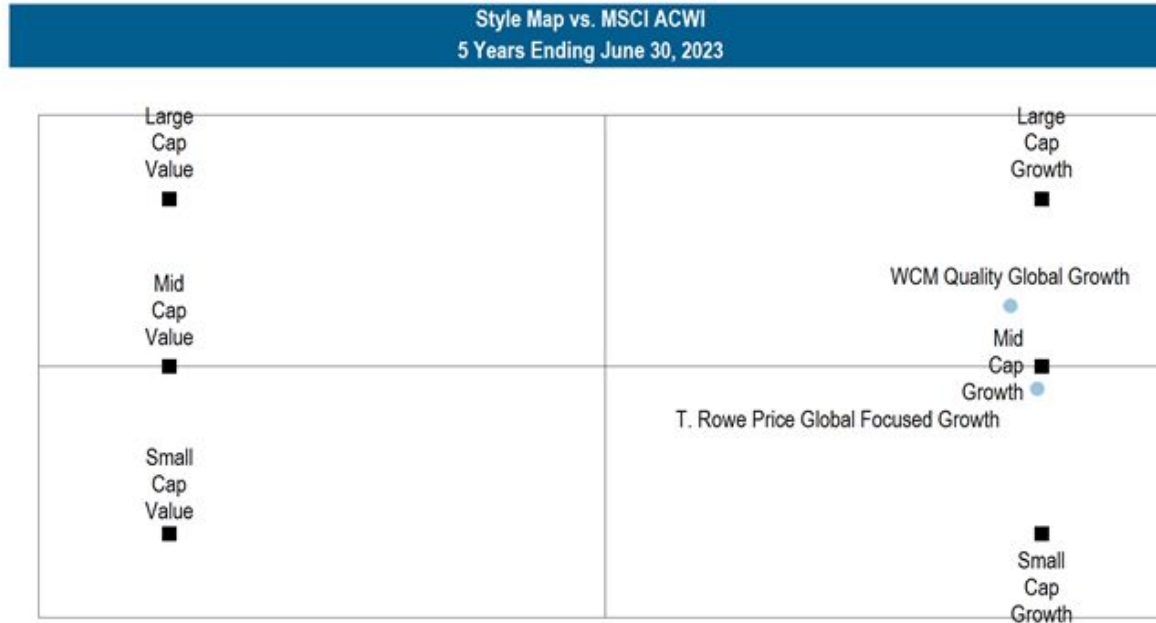 Style Map vs. MSCI ACWI
5 Years Ending June 30, 2023
Large
Cap
Value
Large
Cap
Growth
WCM Quality Global Growth
Mid
Cap
Value
Mid
Cap
Growth
T. Rowe Price Global Focused Growth
Small
Cap
Value
Small
Cap
Growth